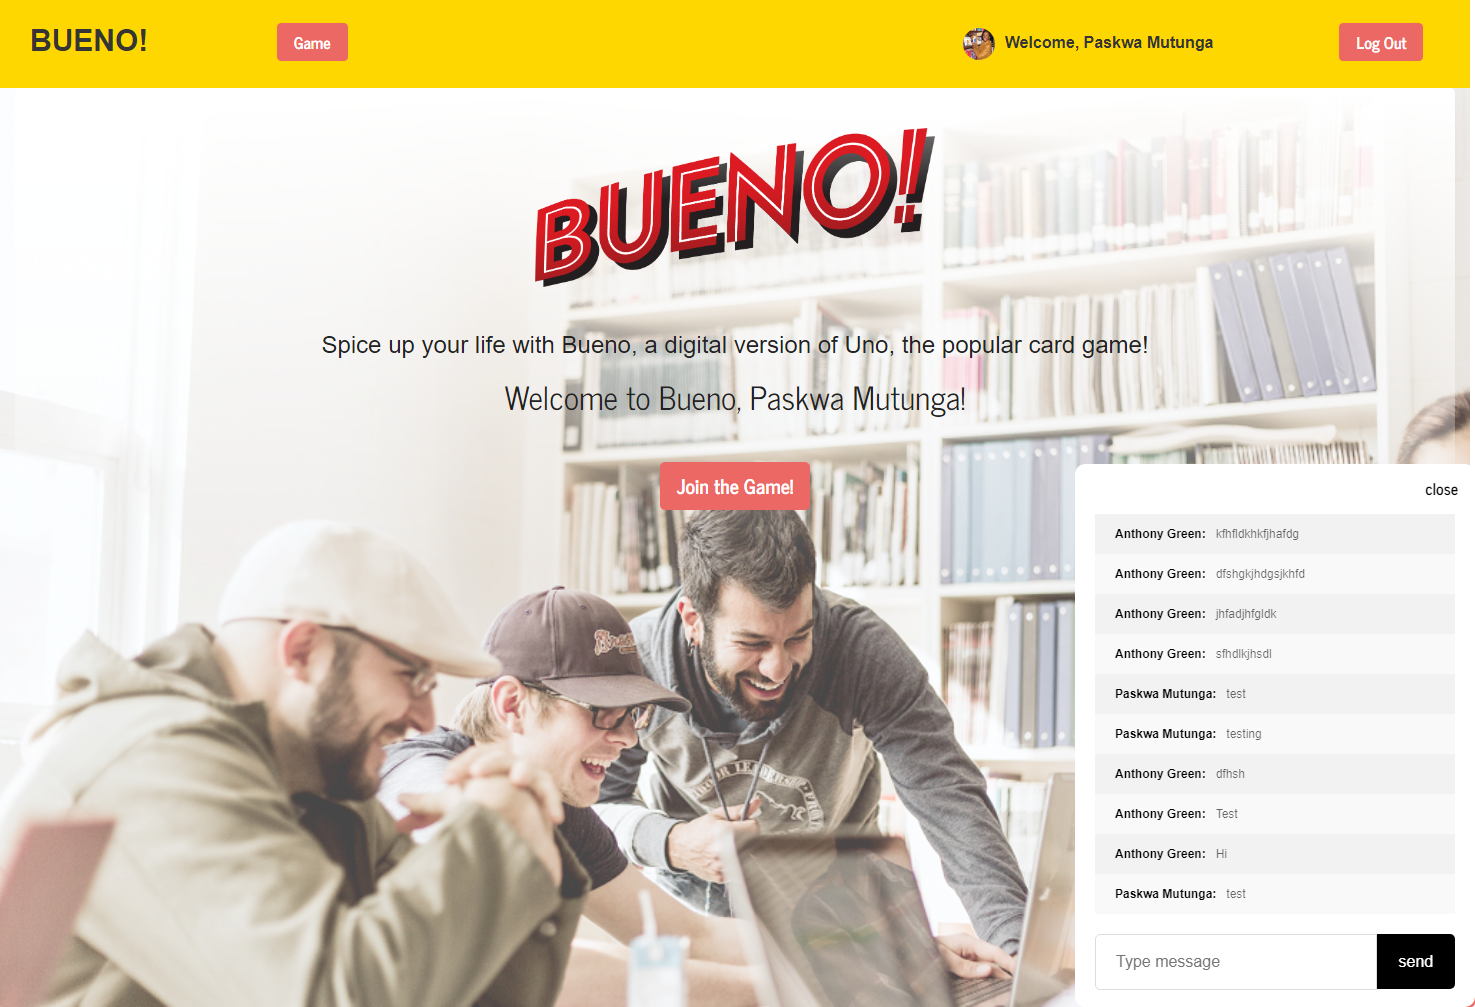 BUENO!
Game
Welcome, Paskwa Mutunga
Log Out
BUENO!
Spice up your life with Bueno, a digital version of Uno, the popular card game!
Welcome to Bueno, Paskwa Mutunga!
Join the Game!
close
Anthony Green: kfhfldkhkfjhafdg
Anthony Green: dfshgkjhdgsjkhfd
Anthony Green: jhfadjhfgldk
Anthony Green: sfhdlkjhsdl
Paskwa Mutunga: test
Paskwa Mutunga: testing
Anthony Green: dfhsh
Anthony Green: Test
Anthony Green: Hi
Paskwa Mutunga: test
Type message
send